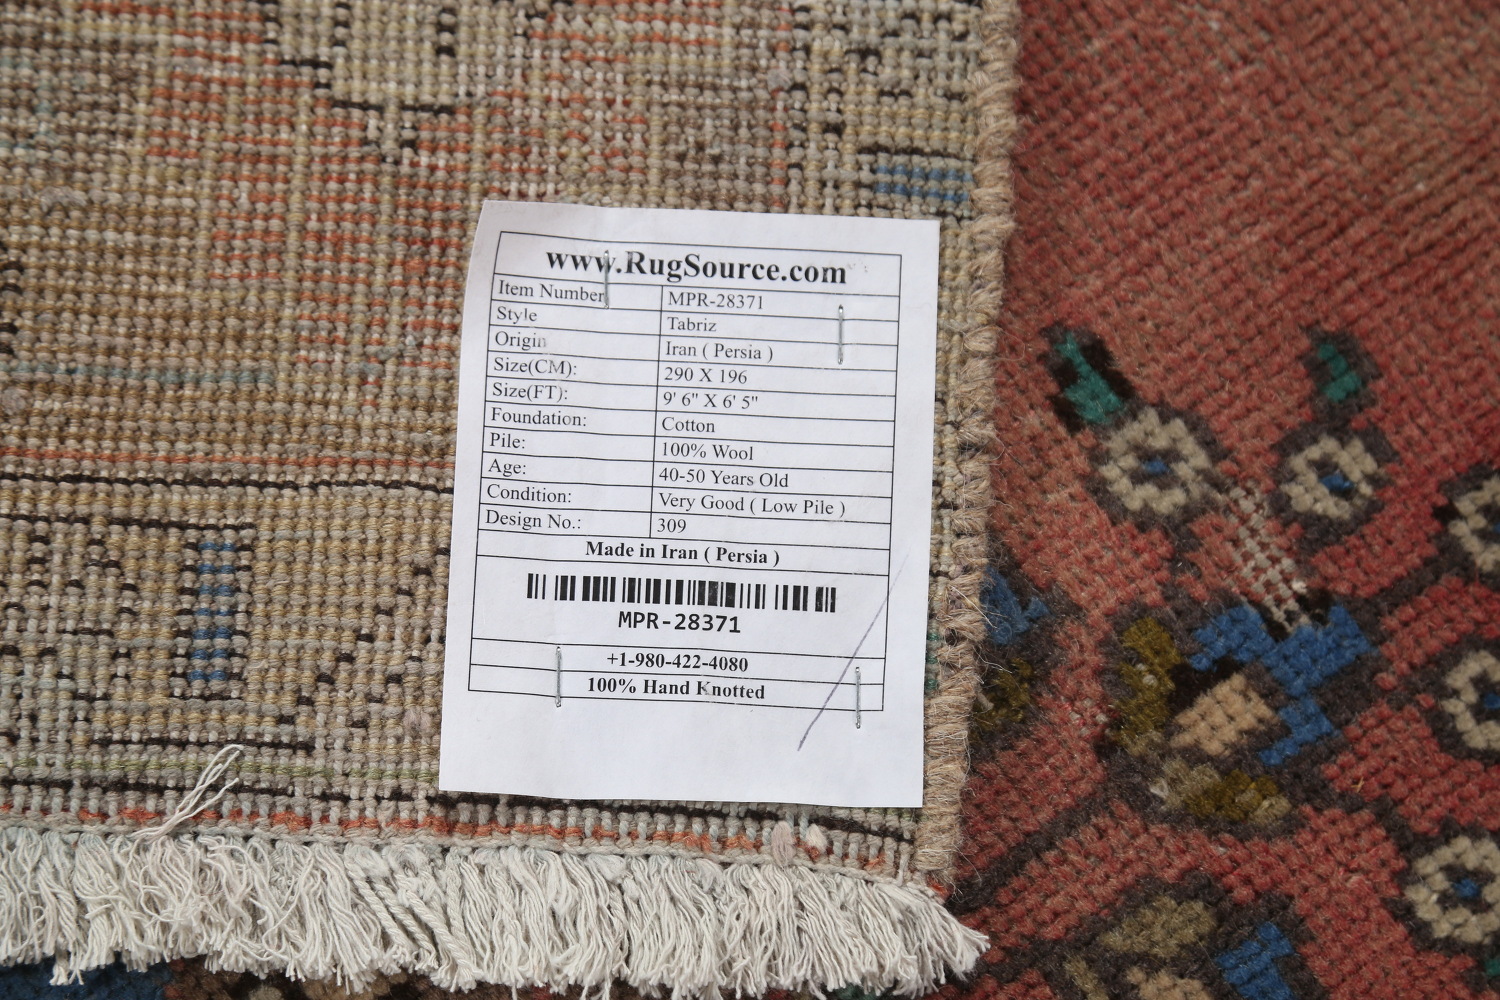 www.RugSource.com
Item Number MPR-28371
Style Tabriz
Origin Iran ( Persia )
Size(CM): 290 X 196
Size(FT): 9' 6" X 6' 5"
Foundation: Cotton
Pile: 100% Wool
Age: 40-50 Years Old
Condition: Very Good ( Low Pile )
Design No.: 309
Made in Iran ( Persia )
MPR-28371
+1-980-422-4080
100% Hand Knotted